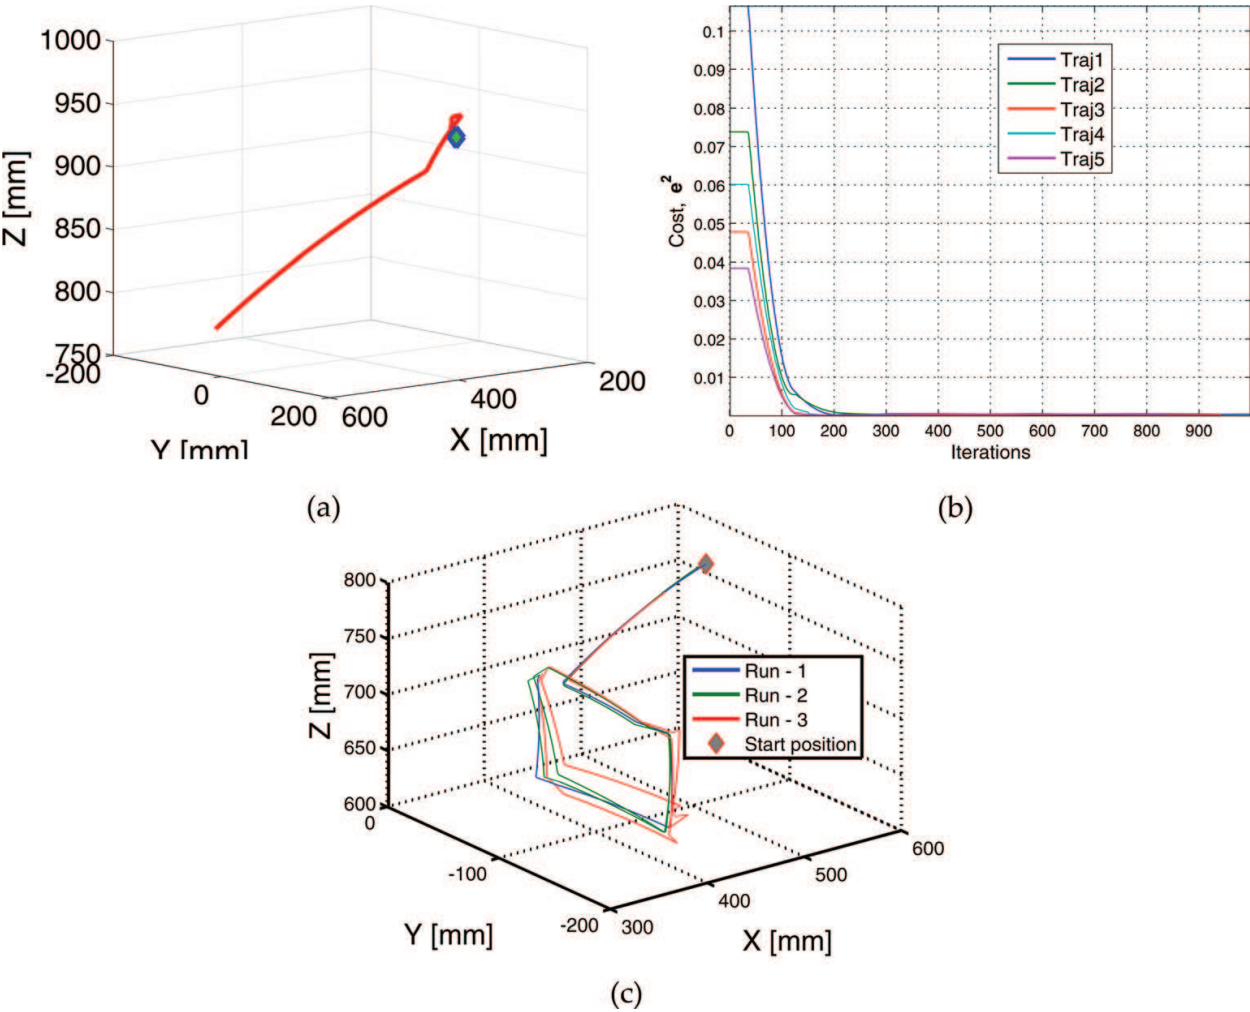 1000
950
900
850
800
750
Z [mm]
-200
0
200
Y [mm]
600
400
200
X [mm]
(a)
0.1
0.09
0.08
0.07
0.06
0.05
0.04
0.03
0.02
0.01
Cost, e²
Traj1
Traj2
Traj3
Traj4
Traj5
0 100 200 300 400 500 600 700 800 900
Iterations
(b)
800
750
700
650
600
Z [mm]
0
-100
-200
Y [mm]
300
400
500
600
X [mm]
Run - 1
Run - 2
Run - 3
Start position
(c)